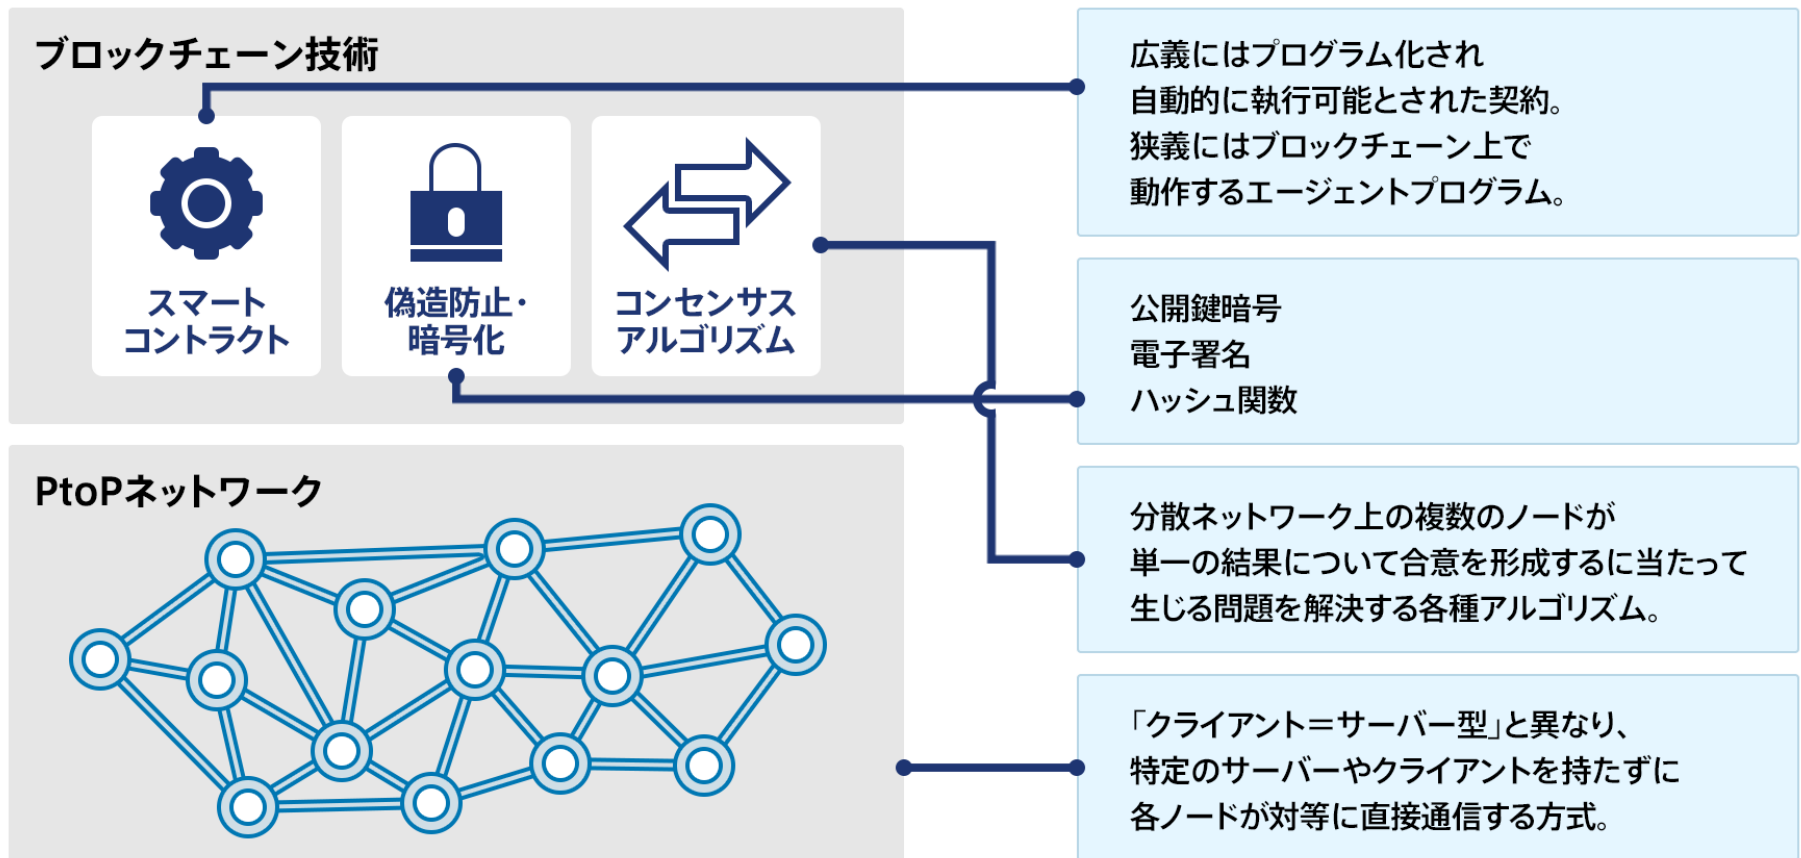 ブロックチェーン技術
スマート
コントラクト
偽造防止・
暗号化
コンセンサス
アルゴリズム
広義にはプログラム化され
自動的に執行可能とされた契約。
狭義にはブロックチェーン上で
動作するエージェントプログラム。
公開鍵暗号
電子署名
ハッシュ関数
分散ネットワーク上の複数のノードが
単一の結果について合意を形成するに当たって
生じる問題を解決する各種アルゴリズム。
PtoPネットワーク
「クライアント＝サーバー型」と異なり、
特定のサーバーやクライアントを持たずに
各ノードが対等に直接通信する方式。